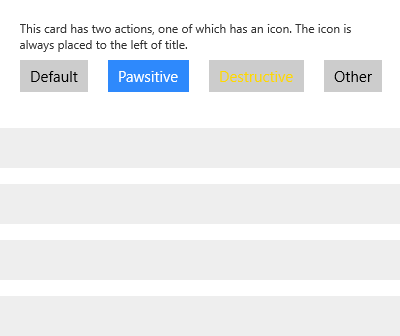 This card has two actions, one of which has an icon. The icon is
always placed to the left of title.
Default Pawsitive Destructive Other